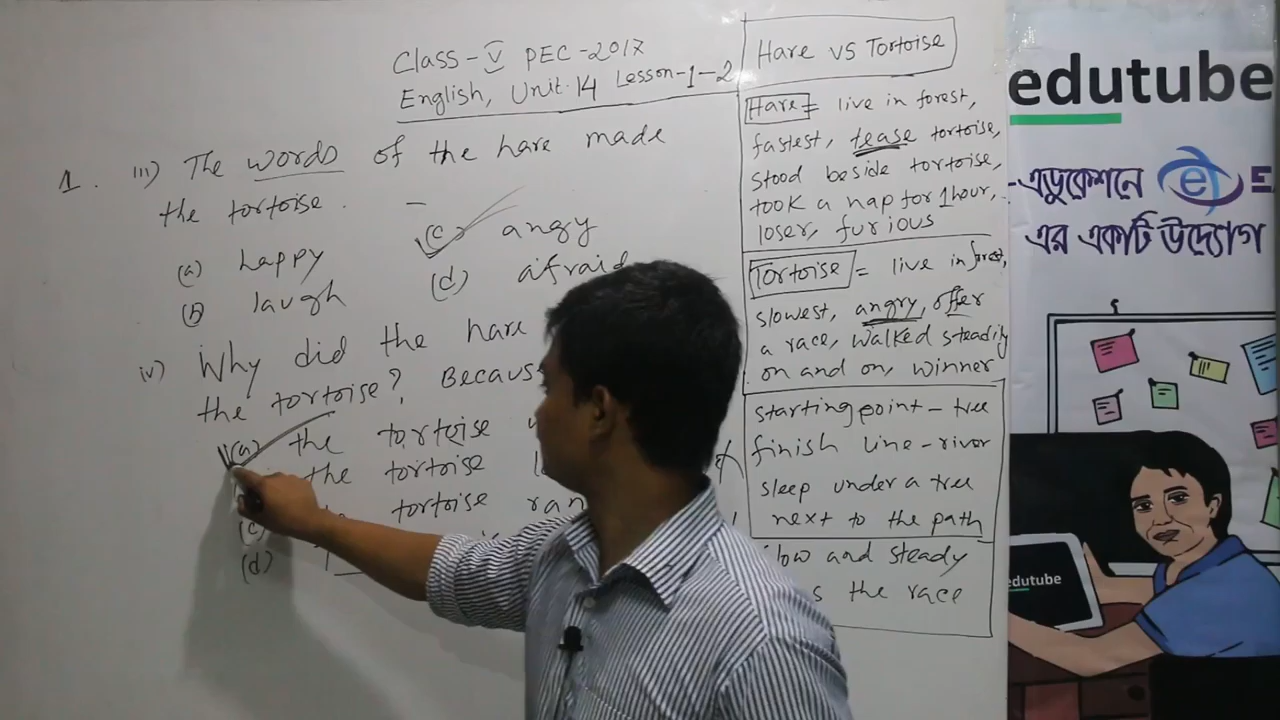 Class-V PEC-2017
English, Unit-14 Lesson-1-2
1. iii) The words of the hare made
the tortoise.
(a) happy
(b) laugh
(c) angry
(d) afraid
iv) Why did the hare
the tortoise? Because
(a) the tortoise
the tortoise
(c) tortoise ran
(d)
Hare vs Tortoise
Hare = live in forest,
fastest, tease tortoise,
stood beside tortoise,
took a nap for 1 hour,
loser, furious
Tortoise = live in forest,
slowest, angry, offer
a race, walked steadily
on and on, winner
starting point - tree
finish line - river
sleep under a tree
next to the path
slow and steady
the race
edutube
-এডুকেশনে e E
এর একটি উদ্যোগ
edutube